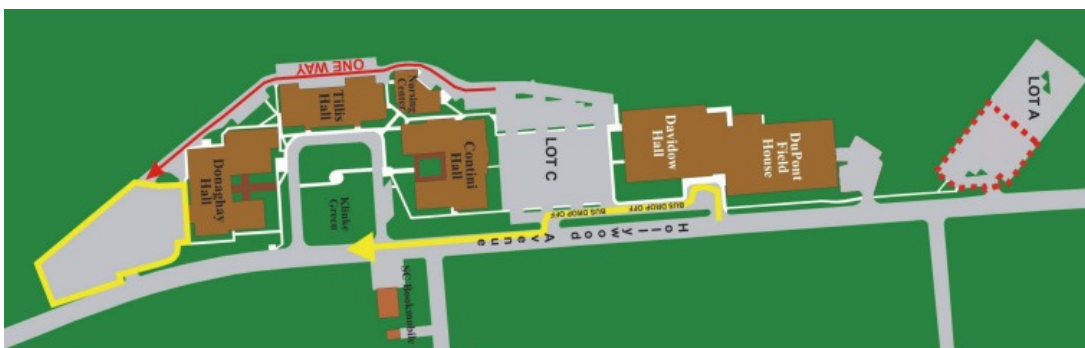 ONE WAY
Nursing
Center
Tillis
Hall
Donaghay
Hall
Contini
Hall
Klinke
Green
LOT C
Davidow
Hall
DuPont
Field
House
LOT A
BUS DROP OFF
BUS DROP OFF
Hollywood Avenue
SC Bookmobile